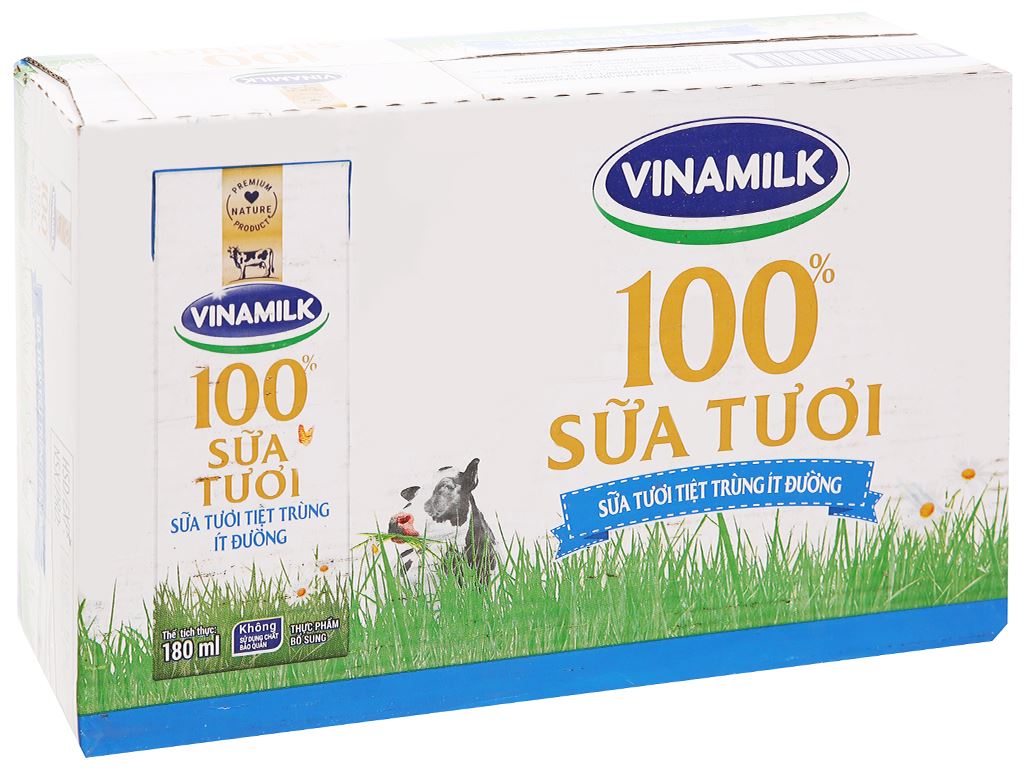 PREMIUM
NATURE
PRODUCT
VINAMILK
100%
SỮA
TƯƠI
SỮA TƯƠI TIỆT TRÙNG
ÍT ĐƯỜNG
Thể tích thực:
180 ml
Không
SỬ DỤNG CHẤT
BẢO QUẢN
THỰC PHẨM
BỔ SUNG
VINAMILK
100%
SỮA TƯƠI
SỮA TƯƠI TIỆT TRÙNG ÍT ĐƯỜNG
VINAMILK
100%